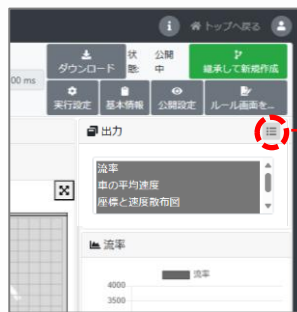 i トップへ戻る
ダウンロード
状態:
公開中
継承して新規作成
00 ms
実行設定
基本情報
公開設定
ルール画面を...
出力
流率
車の平均速度
座標と速度散布図
流率
流率
4000
3500